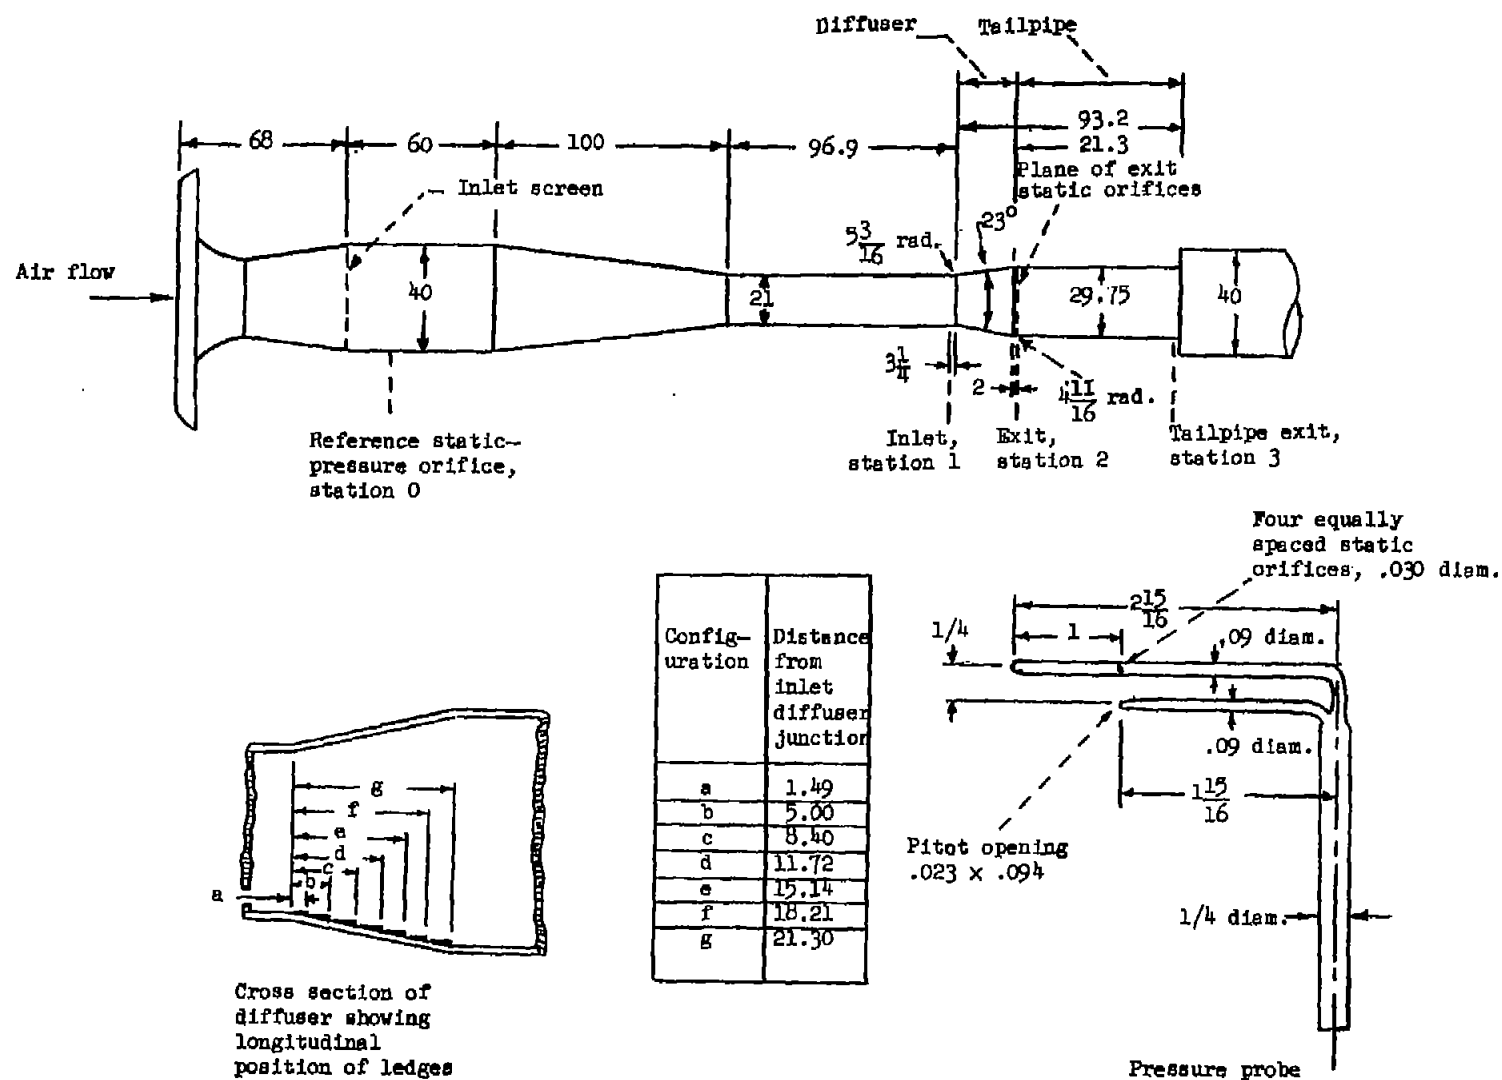 Diffuser
Tailpipe
68
60
100
96.9
93.2
21.3
Inlet screen
Plane of exit
static orifices
23°
5 3/16 rad.
Air flow
40
21
29.75
40
3 1/4
2
4 11/16 rad.
Reference static-
pressure orifice,
station 0
Inlet,
station 1
Exit,
station 2
Tailpipe exit,
station 3
Four equally
spaced static
orifices, .030 diam.
2 15/16
1/4
1
.09 diam.
.09 diam.
1 15/16
Pitot opening
.023 x .094
1/4 diam.
Pressure probe
g
f
e
d
c
b
a
Cross section of
diffuser showing
longitudinal
position of ledges
Config-
uration
Distance
from
inlet
diffuser
junction
a 1.49
b 5.00
c 8.40
d 11.72
e 15.14
f 18.21
g 21.30